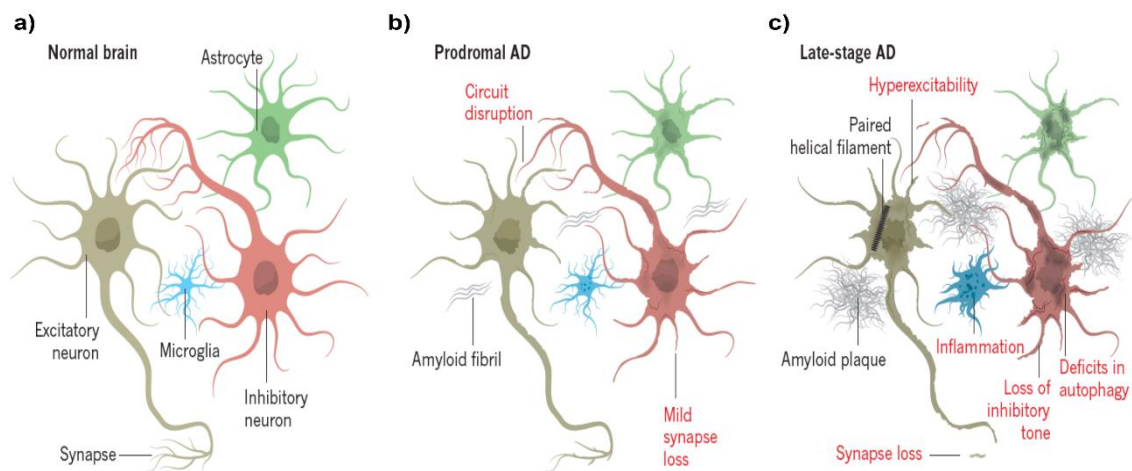 a)
Normal brain
Astrocyte
Excitatory
neuron
Microglia
Inhibitory
neuron
Synapse
b)
Prodromal AD
Circuit
disruption
Amyloid fibril
Mild
synapse
loss
c)
Late-stage AD
Hyperexcitability
Paired
helical filament
Amyloid plaque
Inflammation
Loss of
inhibitory
tone
Deficits in
autophagy
Synapse loss